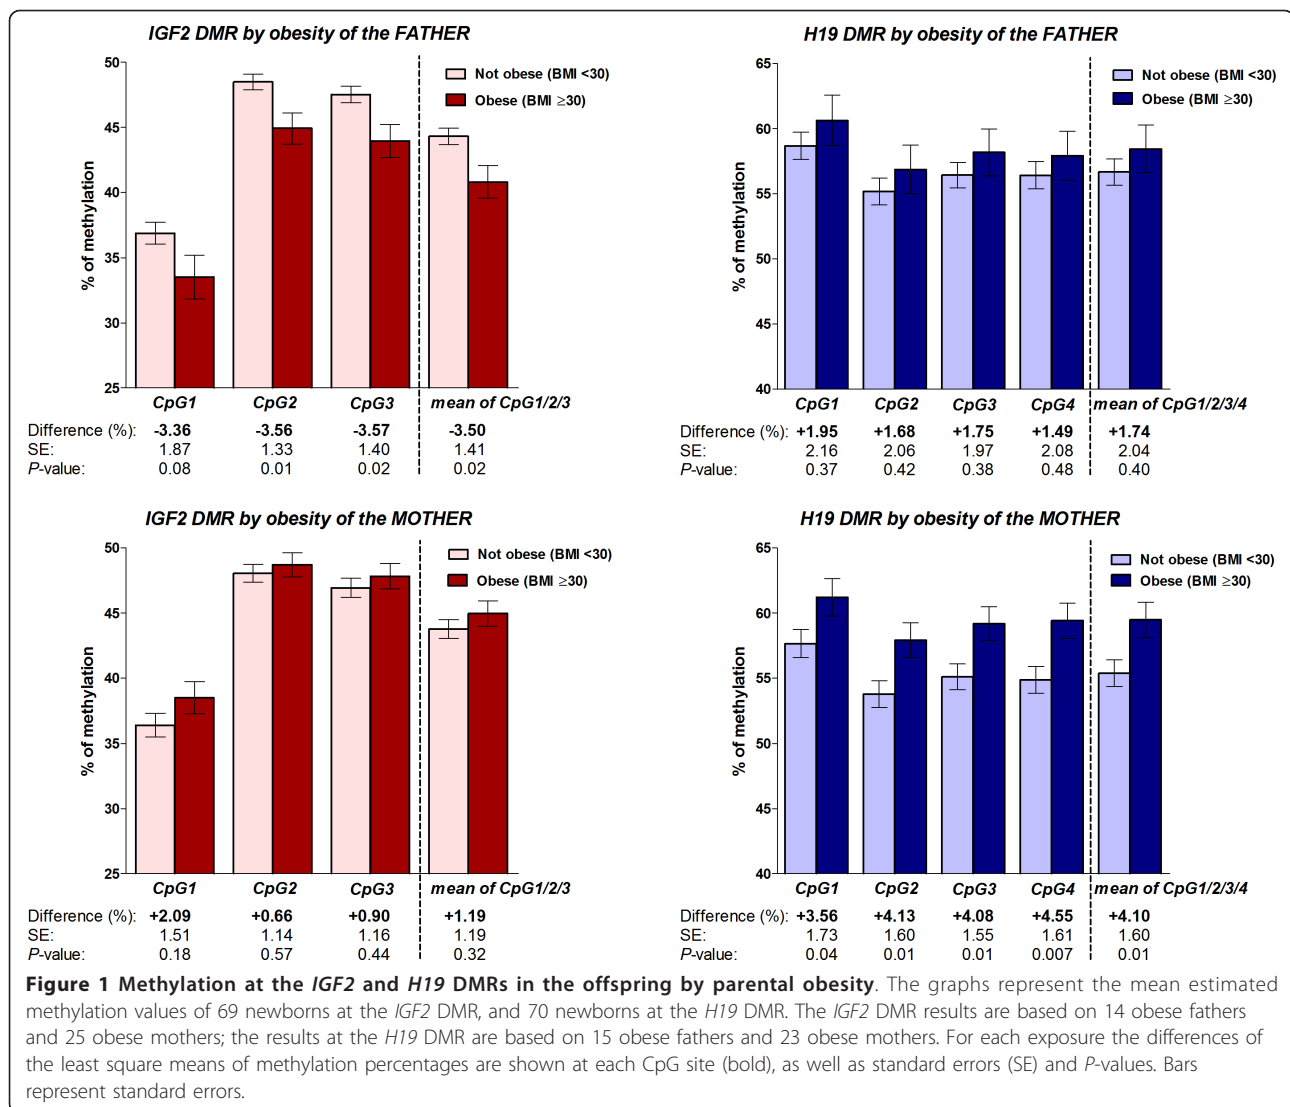 IGF2 DMR by obesity of the FATHER
50
45
40
35
30
25
% of methylation
Not obese (BMI <30)
Obese (BMI ≥30)
CpG1 CpG2 CpG3 mean of CpG1/2/3
Difference (%): -3.36 -3.56 -3.57 -3.50
SE: 1.87 1.33 1.40 1.41
P-value: 0.08 0.01 0.02 0.02
H19 DMR by obesity of the FATHER
65
60
55
50
45
40
% of methylation
Not obese (BMI <30)
Obese (BMI ≥30)
CpG1 CpG2 CpG3 CpG4 mean of CpG1/2/3/4
Difference (%): +1.95 +1.68 +1.75 +1.49 +1.74
SE: 2.16 2.06 1.97 2.08 2.04
P-value: 0.37 0.42 0.38 0.48 0.40
IGF2 DMR by obesity of the MOTHER
50
45
40
35
30
25
% of methylation
Not obese (BMI <30)
Obese (BMI ≥30)
CpG1 CpG2 CpG3 mean of CpG1/2/3
Difference (%): +2.09 +0.66 +0.90 +1.19
SE: 1.51 1.14 1.16 1.19
P-value: 0.18 0.57 0.44 0.32
H19 DMR by obesity of the MOTHER
65
60
55
50
45
40
% of methylation
Not obese (BMI <30)
Obese (BMI ≥30)
CpG1 CpG2 CpG3 CpG4 mean of CpG1/2/3/4
Difference (%): +3.56 +4.13 +4.08 +4.55 +4.10
SE: 1.73 1.60 1.55 1.61 1.60
P-value: 0.04 0.01 0.01 0.007 0.01
Figure 1 Methylation at the IGF2 and H19 DMRs in the offspring by parental obesity. The graphs represent the mean estimated
methylation values of 69 newborns at the IGF2 DMR, and 70 newborns at the H19 DMR. The IGF2 DMR results are based on 14 obese fathers
and 25 obese mothers; the results at the H19 DMR are based on 15 obese fathers and 23 obese mothers. For each exposure the differences of
the least square means of methylation percentages are shown at each CpG site (bold), as well as standard errors (SE) and P-values. Bars
represent standard errors.